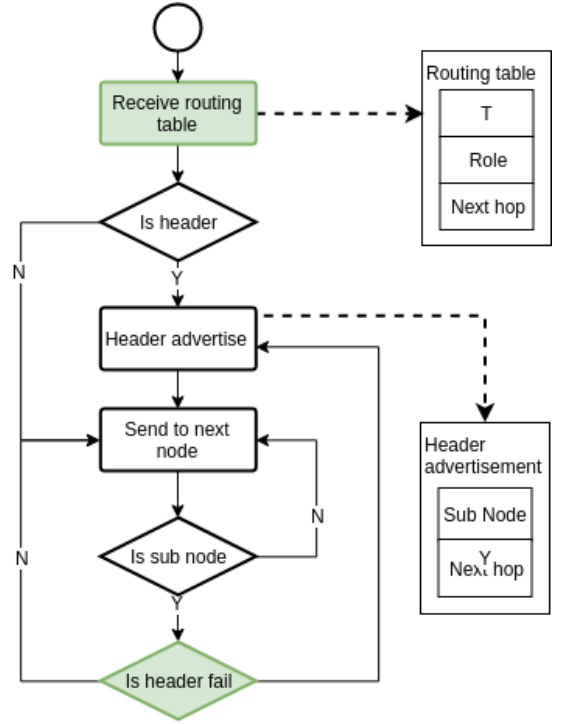 Receive routing
table
Routing table
T
Role
Next hop
Is header
N
Y
Header advertise
Send to next
node
Header
advertisement
Sub Node
Y
Next hop
N
Is sub node
N
Y
Is header fail